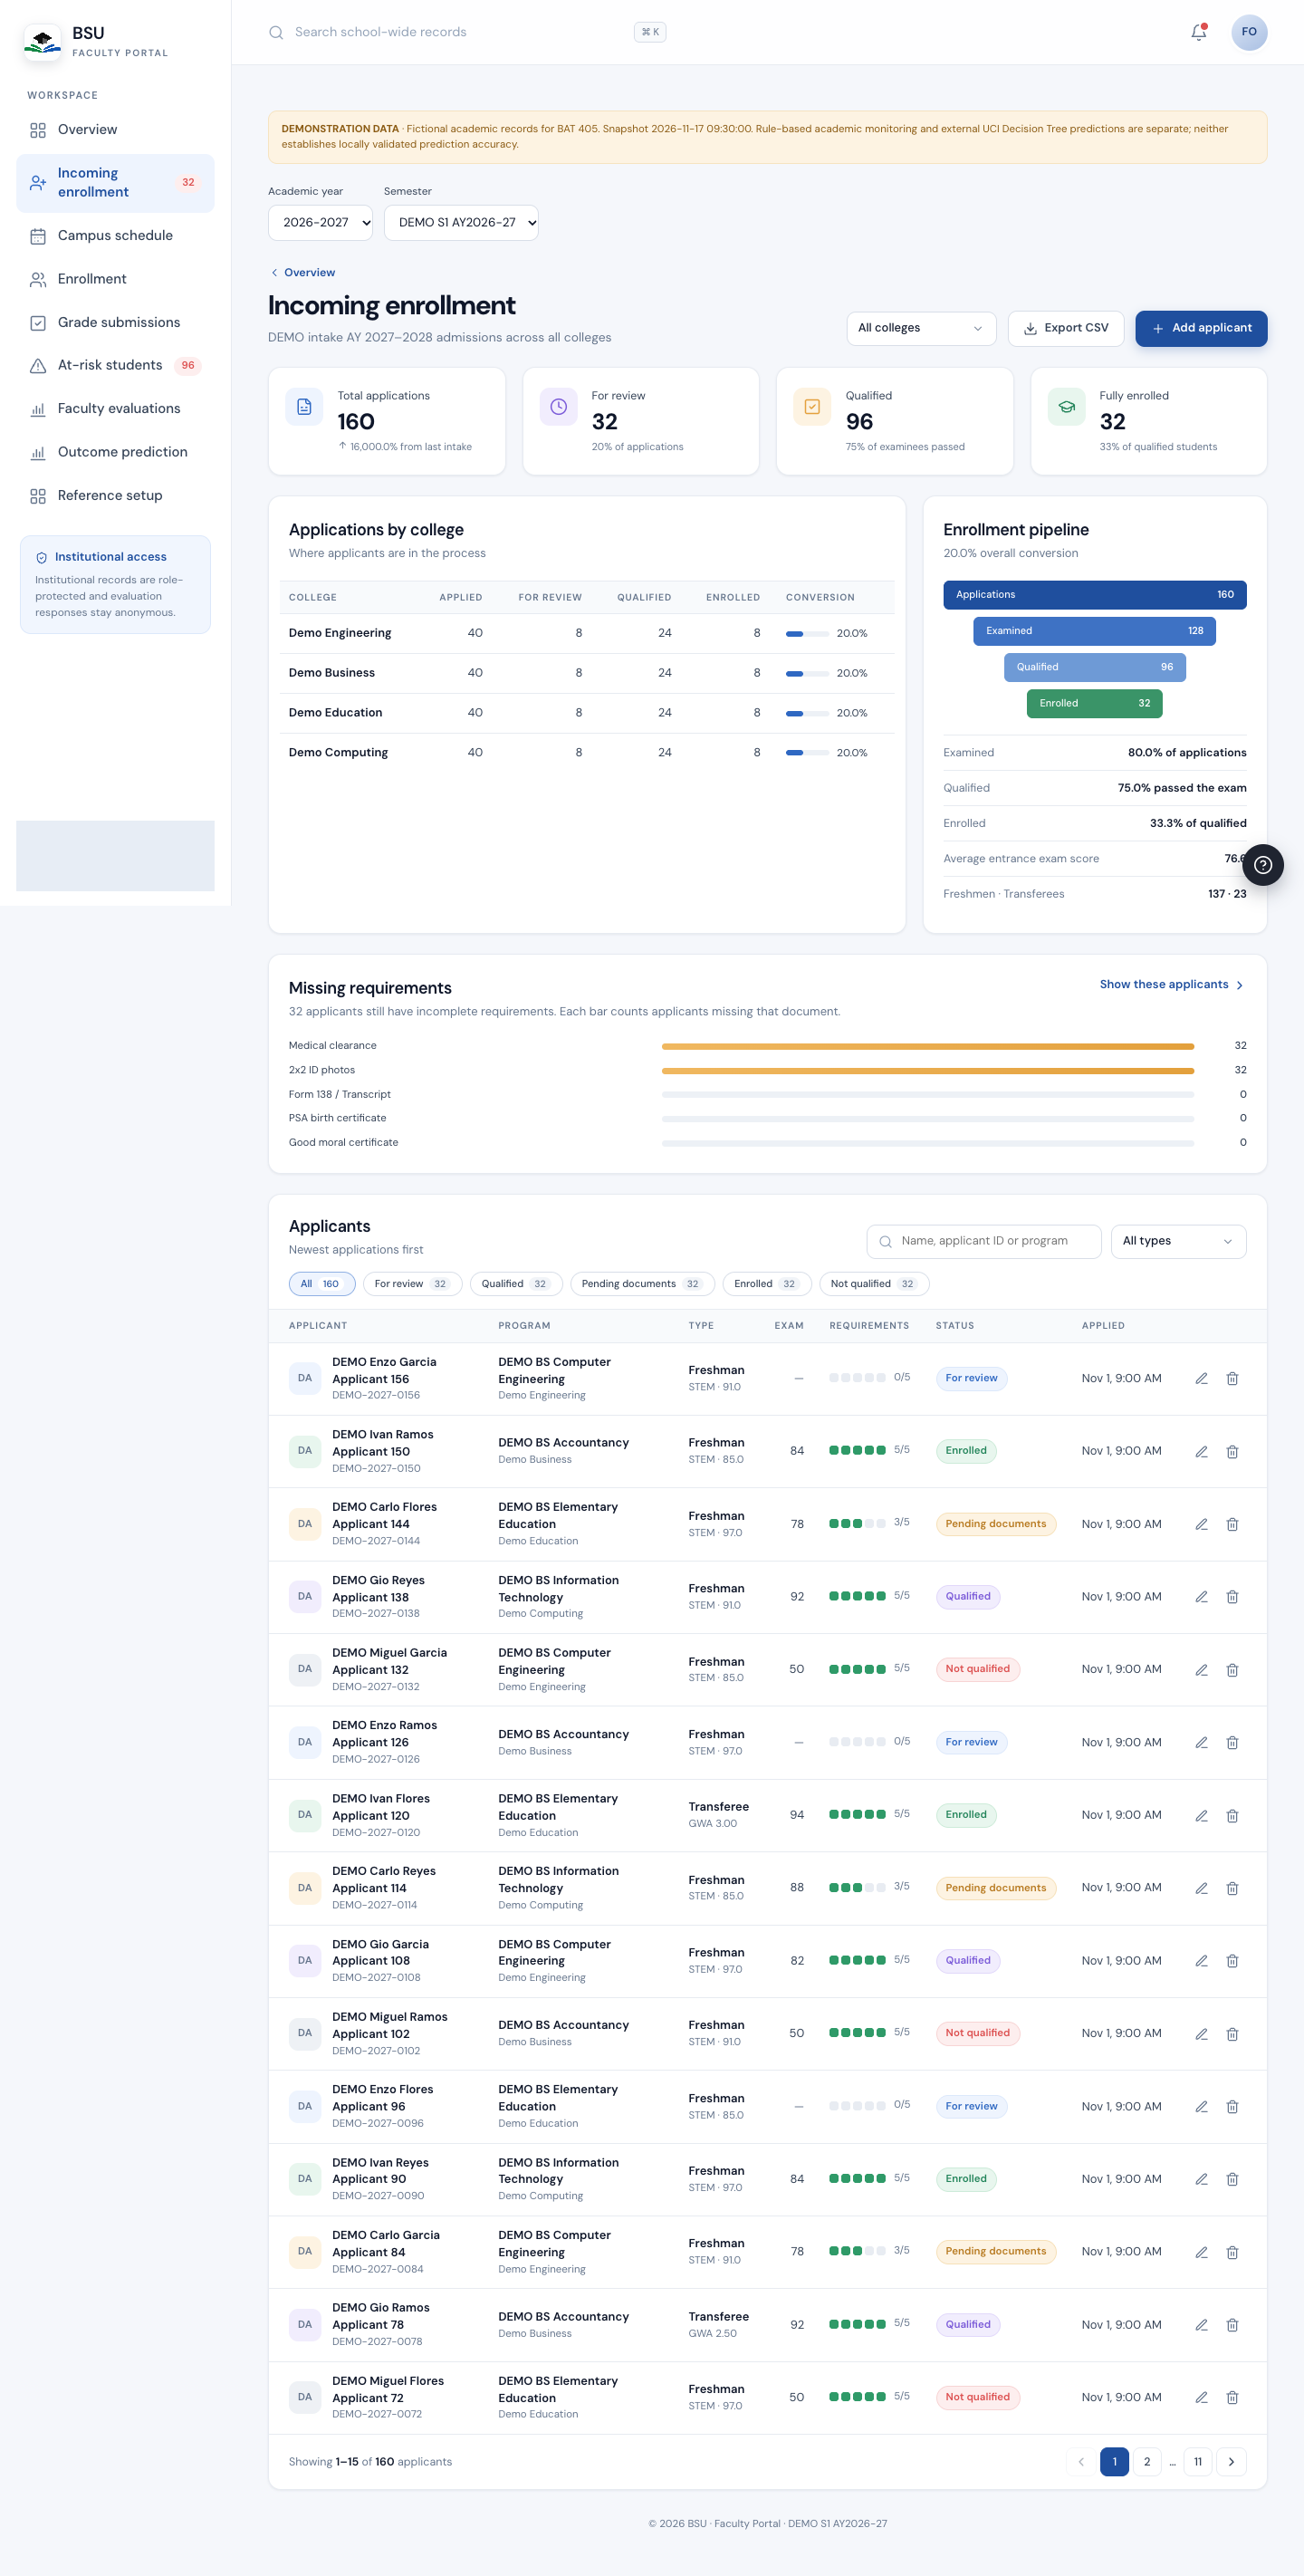 BSU
FACULTY PORTAL
WORKSPACE
Overview
Incoming
enrollment
32
Campus schedule
Enrollment
Grade submissions
At-risk students 96
Faculty evaluations
Outcome prediction
Reference setup
Institutional access
Institutional records are role-
protected and evaluation
responses stay anonymous.
Search school-wide records
⌘ K
FO
DEMONSTRATION DATA · Fictional academic records for BAT 405. Snapshot 2026-11-17 09:30:00. Rule-based academic monitoring and external UCI Decision Tree predictions are separate; neither
establishes locally validated prediction accuracy.
Academic year Semester
2026-2027 DEMO S1 AY2026-27
Overview
Incoming enrollment
DEMO intake AY 2027–2028 admissions across all colleges
All colleges Export CSV Add applicant
Total applications
160
↑ 16,000.0% from last intake
For review
32
20% of applications
Qualified
96
75% of examinees passed
Fully enrolled
32
33% of qualified students
Applications by college
Where applicants are in the process
COLLEGE APPLIED FOR REVIEW QUALIFIED ENROLLED CONVERSION
Demo Engineering 40 8 24 8 20.0%
Demo Business 40 8 24 8 20.0%
Demo Education 40 8 24 8 20.0%
Demo Computing 40 8 24 8 20.0%
Enrollment pipeline
20.0% overall conversion
Applications 160
Examined 128
Qualified 96
Enrolled 32
Examined 80.0% of applications
Qualified 75.0% passed the exam
Enrolled 33.3% of qualified
Average entrance exam score
Freshmen · Transferees 137 · 23
Missing requirements
Show these applicants
32 applicants still have incomplete requirements. Each bar counts applicants missing that document.
Medical clearance 32
2x2 ID photos 32
Form 138 / Transcript 0
PSA birth certificate 0
Good moral certificate 0
Applicants
Newest applications first
Name, applicant ID or program
All types
All 160 For review 32 Qualified 32 Pending documents 32 Enrolled 32 Not qualified 32
APPLICANT PROGRAM TYPE EXAM REQUIREMENTS STATUS APPLIED
DA DEMO Enzo Garcia Applicant 156 DEMO-2027-0156 DEMO BS Computer Engineering Demo Engineering Freshman STEM · 91.0 — 0/5 For review Nov 1, 9:00 AM
DA DEMO Ivan Ramos Applicant 150 DEMO-2027-0150 DEMO BS Accountancy Demo Business Freshman STEM · 85.0 84 5/5 Enrolled Nov 1, 9:00 AM
DA DEMO Carlo Flores Applicant 144 DEMO-2027-0144 DEMO BS Elementary Education Demo Education Freshman STEM · 97.0 78 3/5 Pending documents Nov 1, 9:00 AM
DA DEMO Gio Reyes Applicant 138 DEMO-2027-0138 DEMO BS Information Technology Demo Computing Freshman STEM · 91.0 92 5/5 Qualified Nov 1, 9:00 AM
DA DEMO Miguel Garcia Applicant 132 DEMO-2027-0132 DEMO BS Computer Engineering Demo Engineering Freshman STEM · 85.0 50 5/5 Not qualified Nov 1, 9:00 AM
DA DEMO Enzo Ramos Applicant 126 DEMO-2027-0126 DEMO BS Accountancy Demo Business Freshman STEM · 97.0 — 0/5 For review Nov 1, 9:00 AM
DA DEMO Ivan Flores Applicant 120 DEMO-2027-0120 DEMO BS Elementary Education Demo Education Transferee GWA 3.00 94 5/5 Enrolled Nov 1, 9:00 AM
DA DEMO Carlo Reyes Applicant 114 DEMO-2027-0114 DEMO BS Information Technology Demo Computing Freshman STEM · 85.0 88 3/5 Pending documents Nov 1, 9:00 AM
DA DEMO Gio Garcia Applicant 108 DEMO-2027-0108 DEMO BS Computer Engineering Demo Engineering Freshman STEM · 97.0 82 5/5 Qualified Nov 1, 9:00 AM
DA DEMO Miguel Ramos Applicant 102 DEMO-2027-0102 DEMO BS Accountancy Demo Business Freshman STEM · 91.0 50 5/5 Not qualified Nov 1, 9:00 AM
DA DEMO Enzo Flores Applicant 96 DEMO-2027-0096 DEMO BS Elementary Education Demo Education Freshman STEM · 85.0 — 0/5 For review Nov 1, 9:00 AM
DA DEMO Ivan Reyes Applicant 90 DEMO-2027-0090 DEMO BS Information Technology Demo Computing Freshman STEM · 97.0 84 5/5 Enrolled Nov 1, 9:00 AM
DA DEMO Carlo Garcia Applicant 84 DEMO-2027-0084 DEMO BS Computer Engineering Demo Engineering Freshman STEM · 91.0 78 3/5 Pending documents Nov 1, 9:00 AM
DA DEMO Gio Ramos Applicant 78 DEMO-2027-0078 DEMO BS Accountancy Demo Business Transferee GWA 2.50 92 5/5 Qualified Nov 1, 9:00 AM
DA DEMO Miguel Flores Applicant 72 DEMO-2027-0072 DEMO BS Elementary Education Demo Education Freshman STEM · 97.0 50 5/5 Not qualified Nov 1, 9:00 AM
Showing 1–15 of 160 applicants
1 2 … 11
© 2026 BSU · Faculty Portal · DEMO S1 AY2026-27